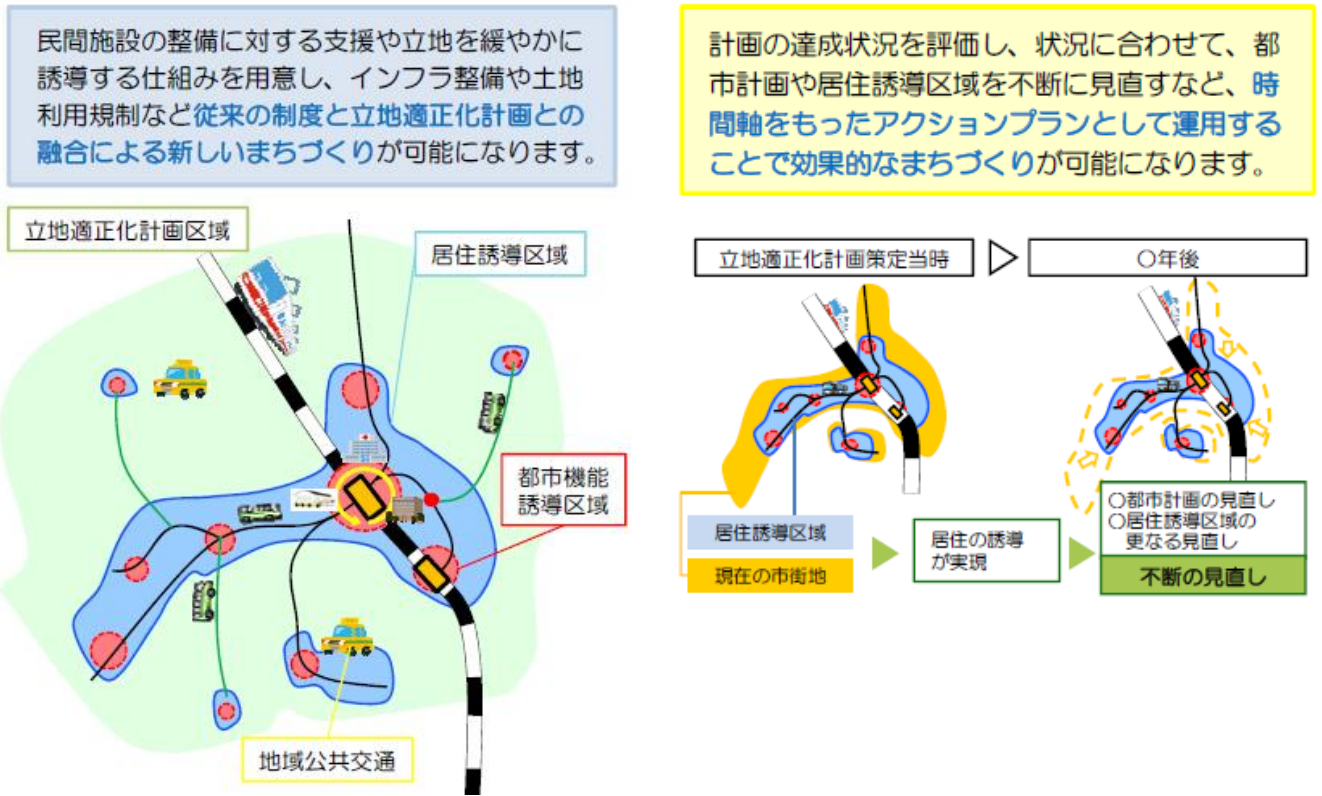 民間施設の整備に対する支援や立地を緩やかに
誘導する仕組みを用意し、インフラ整備や土地
利用規制など従来の制度と立地適正化計画との
融合による新しいまちづくりが可能になります。
計画の達成状況を評価し、状況に合わせて、都
市計画や居住誘導区域を不断に見直すなど、時
間軸をもったアクションプランとして運用する
ことで効果的なまちづくりが可能になります。
立地適正化計画区域
居住誘導区域
都市機能
誘導区域
地域公共交通
立地適正化計画策定当時
〇年後
居住誘導区域
現在の市街地
居住の誘導
が実現
〇都市計画の見直し
〇居住誘導区域の
更なる見直し
不断の見直し